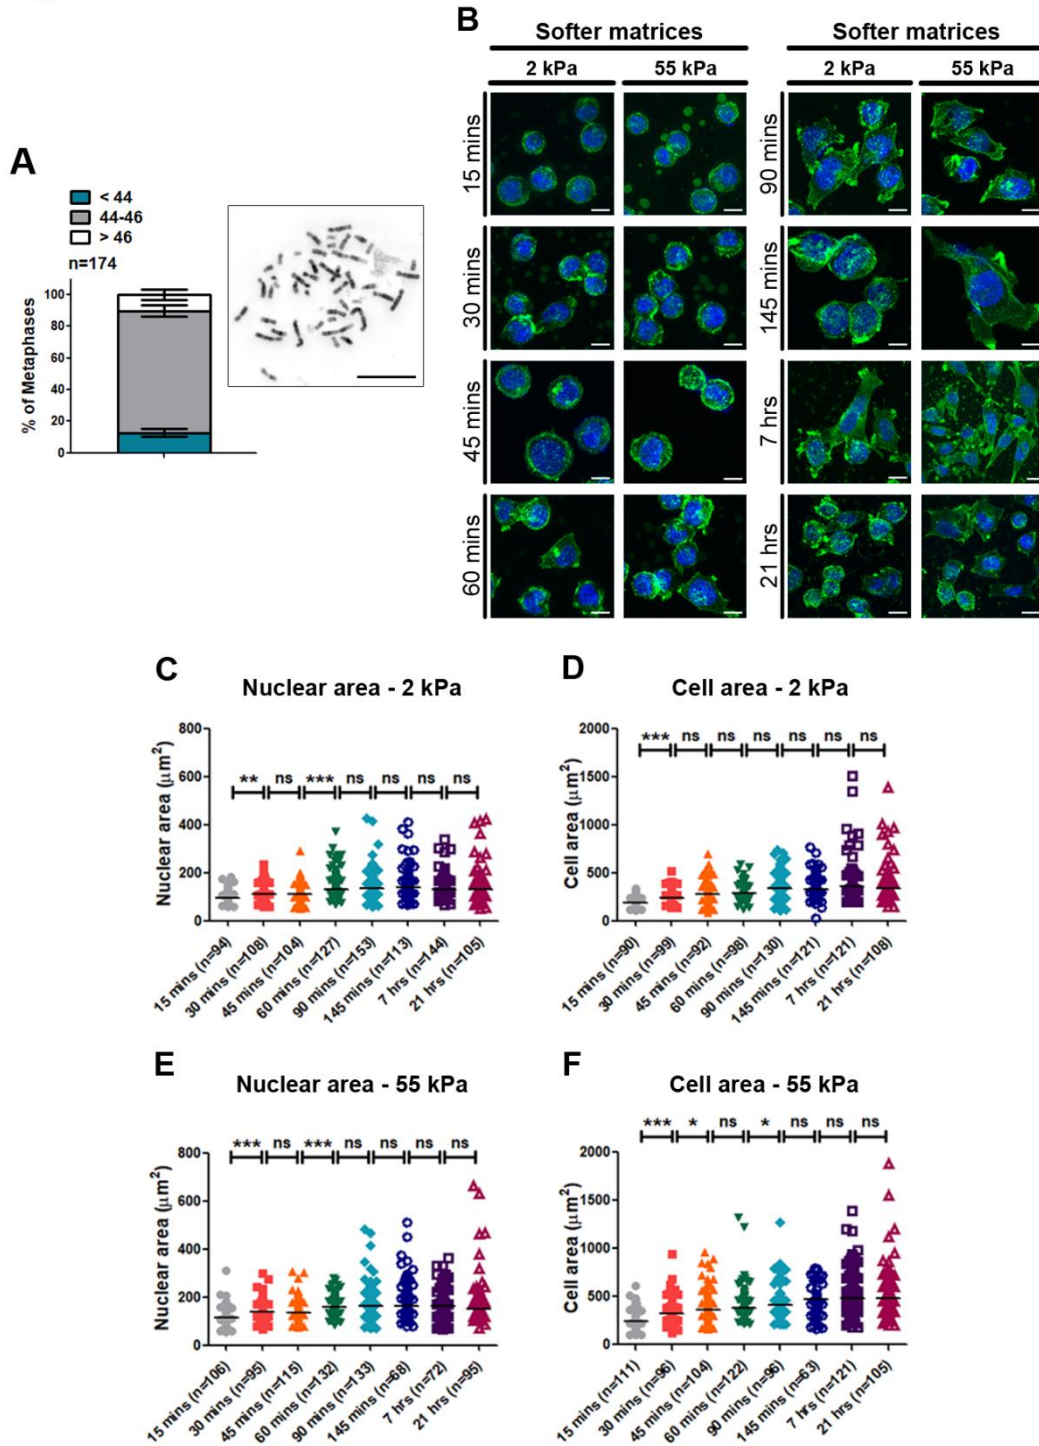 A
< 44
44-46
> 46
n=174
% of Metaphases
100
80
60
40
20
0
B
Softer matrices
Softer matrices
2 kPa
55 kPa
2 kPa
55 kPa
15 mins
30 mins
45 mins
60 mins
90 mins
145 mins
7 hrs
21 hrs
C
Nuclear area - 2 kPa
Nuclear area (μm²)
800
600
400
200
0
** ns *** ns ns ns ns
15 mins (n=94)
30 mins (n=108)
45 mins (n=104)
60 mins (n=127)
90 mins (n=153)
145 mins (n=113)
7 hrs (n=144)
21 hrs (n=105)
D
Cell area - 2 kPa
Cell area (μm²)
2000
1500
1000
500
0
*** ns ns ns ns ns ns
15 mins (n=90)
30 mins (n=99)
45 mins (n=92)
60 mins (n=98)
90 mins (n=130)
145 mins (n=121)
7 hrs (n=121)
21 hrs (n=108)
E
Nuclear area - 55 kPa
Nuclear area (μm²)
800
600
400
200
0
*** ns *** ns ns ns ns
15 mins (n=106)
30 mins (n=95)
45 mins (n=115)
60 mins (n=132)
90 mins (n=133)
145 mins (n=68)
7 hrs (n=72)
21 hrs (n=95)
F
Cell area - 55 kPa
Cell area (μm²)
2000
1500
1000
500
0
*** * ns * ns ns ns
15 mins (n=111)
30 mins (n=96)
45 mins (n=104)
60 mins (n=122)
90 mins (n=96)
145 mins (n=63)
7 hrs (n=121)
21 hrs (n=105)